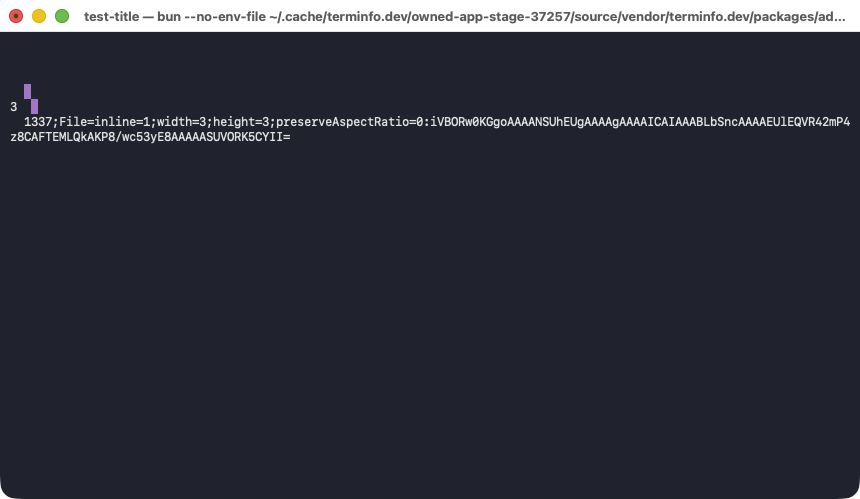 test-title — bun --no-env-file ~/.cache/terminfo.dev/owned-app-stage-37257/source/vendor/terminfo.dev/packages/ad...
3
1337;File=inline=1;width=3;height=3;preserveAspectRatio=0:iVBORw0KGgoAAAANSUhEUgAAAAgAAAAICAIAAABLbSncAAAAEUlEQVR42mP4
z8CAFTEMLQkAKP8/wc53yE8AAAAASUVORK5CYII=